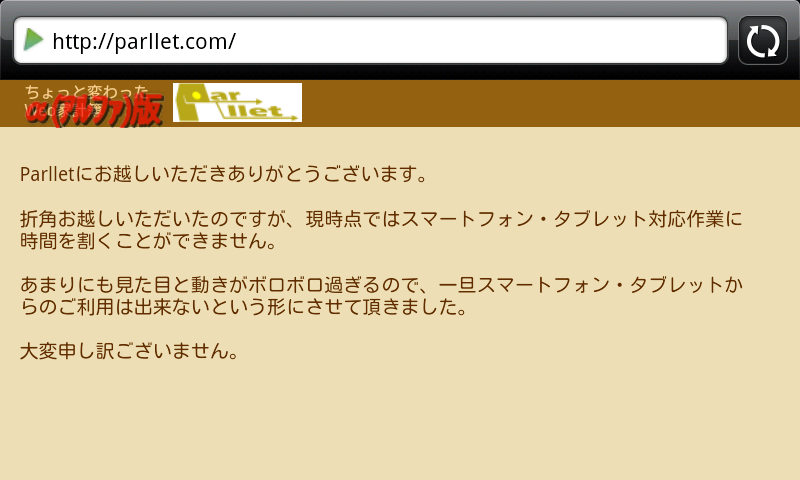 http://parllet.com/
ちょっと変わった
Web家計簿
α(アルファ)版
Par
llet
Parlletにお越しいただきありがとうございます。
折角お越しいただいたのですが、現時点ではスマートフォン・タブレット対応作業に
時間を割くことができません。
あまりにも見た目と動きがボロボロ過ぎるので、一旦スマートフォン・タブレットか
らのご利用は出来ないという形にさせて頂きました。
大変申し訳ございません。